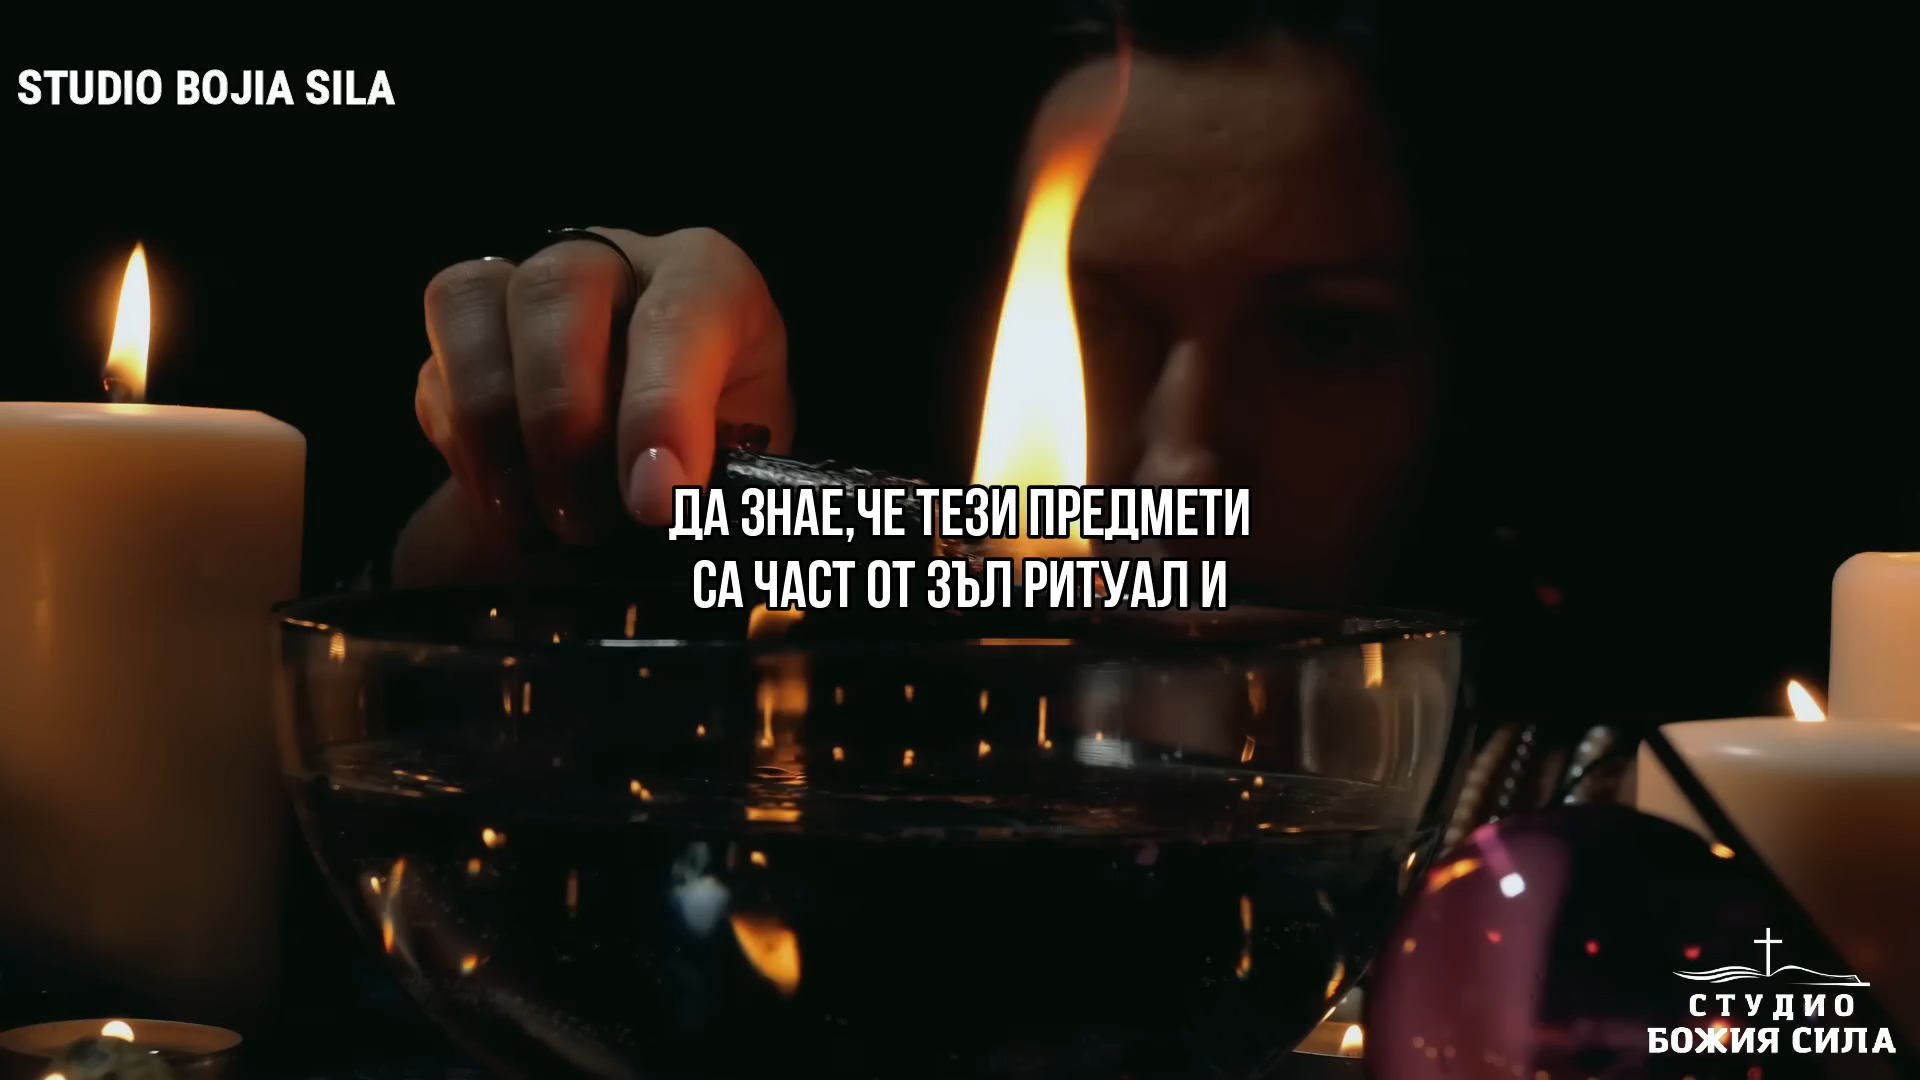 STUDIO BOJIA SILA
ДА ЗНАЕ,ЧЕ ТЕЗИ ПРЕДМЕТИ
СА ЧАСТ ОТ ЗЪЛ РИТУАЛ И
СТУДИО
БОЖИЯ СИЛА